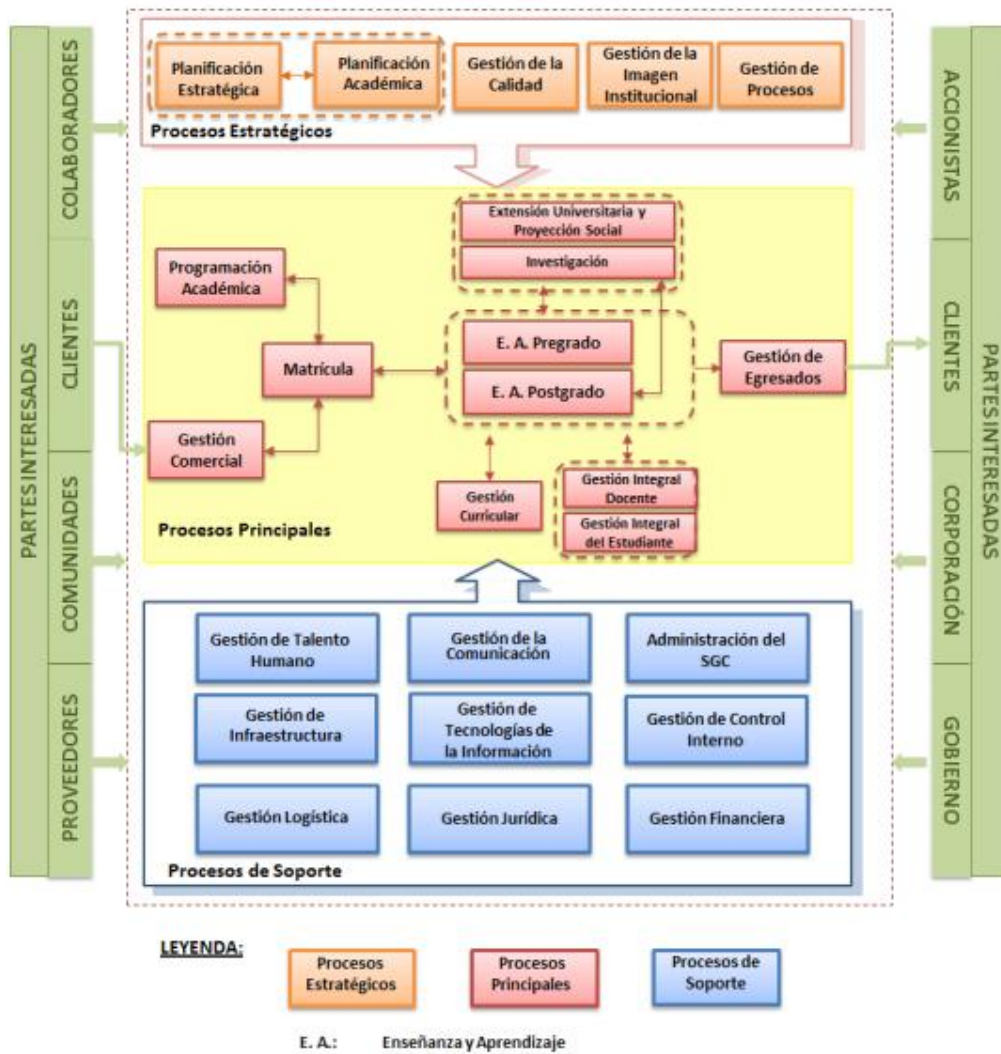 PARTES INTERESADAS
COLABORADORES
CLIENTES
COMUNIDADES
PROVEEDORES
Planificación
Estratégica
Planificación
Académica
Gestión de la
Calidad
Gestión de la
Imagen
Institucional
Gestión de
Procesos
Procesos Estratégicos
Extensión Universitaria y
Proyección Social
Investigación
Programación
Académica
Matrícula
E. A. Pregrado
E. A. Postgrado
Gestión de
Egresados
Gestión
Comercial
Gestión
Curricular
Gestión Integral
Docente
Gestión Integral
del Estudiante
Procesos Principales
Gestión de Talento
Humano
Gestión de la
Comunicación
Administración del
SGC
Gestión de
Infraestructura
Gestión de
Tecnologías de
la Información
Gestión de Control
Interno
Gestión Logística
Gestión Jurídica
Gestión Financiera
Procesos de Soporte
ACCIONISTAS
CLIENTES
CORPORACIÓN
GOBIERNO
PARTES INTERESADAS
LEYENDA:
Procesos
Estratégicos
Procesos
Principales
Procesos de
Soporte
E. A.: Enseñanza y Aprendizaje